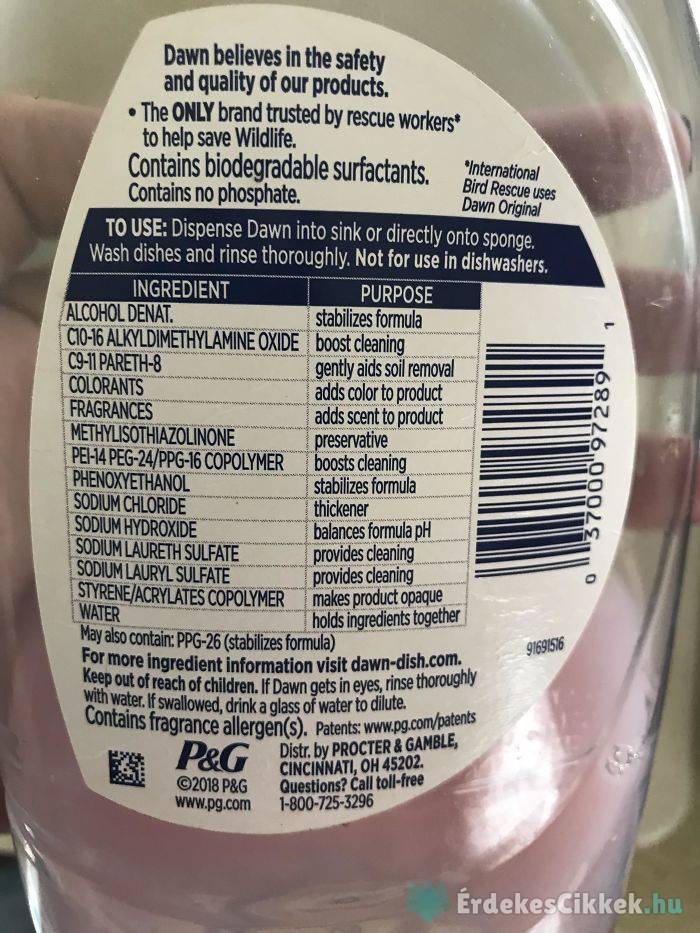 Dawn believes in the safety
and quality of our products.
• The ONLY brand trusted by rescue workers*
to help save Wildlife.
Contains biodegradable surfactants.
Contains no phosphate.
*International
Bird Rescue uses
Dawn Original
TO USE: Dispense Dawn into sink or directly onto sponge.
Wash dishes and rinse thoroughly. Not for use in dishwashers.
INGREDIENT PURPOSE
ALCOHOL DENAT. stabilizes formula
C10-16 ALKYLDIMETHYLAMINE OXIDE boost cleaning
C9-11 PARETH-8 gently aids soil removal
COLORANTS adds color to product
FRAGRANCES adds scent to product
METHYLISOTHIAZOLINONE preservative
PEI-14 PEG-24/PPG-16 COPOLYMER boosts cleaning
PHENOXYETHANOL stabilizes formula
SODIUM CHLORIDE thickener
SODIUM HYDROXIDE balances formula pH
SODIUM LAURETH SULFATE provides cleaning
SODIUM LAURYL SULFATE provides cleaning
STYRENE/ACRYLATES COPOLYMER makes product opaque
WATER holds ingredients together
May also contain: PPG-26 (stabilizes formula)
For more ingredient information visit dawn-dish.com.
Keep out of reach of children. If Dawn gets in eyes, rinse thoroughly
with water. If swallowed, drink a glass of water to dilute.
Contains fragrance allergen(s). Patents: www.pg.com/patents
P&G
©2018 P&G
www.pg.com
Distr. by PROCTER & GAMBLE,
CINCINNATI, OH 45202.
Questions? Call toll-free
1-800-725-3296
0 37000 97289 1
91691516
ÉrdekesCikkek.hu